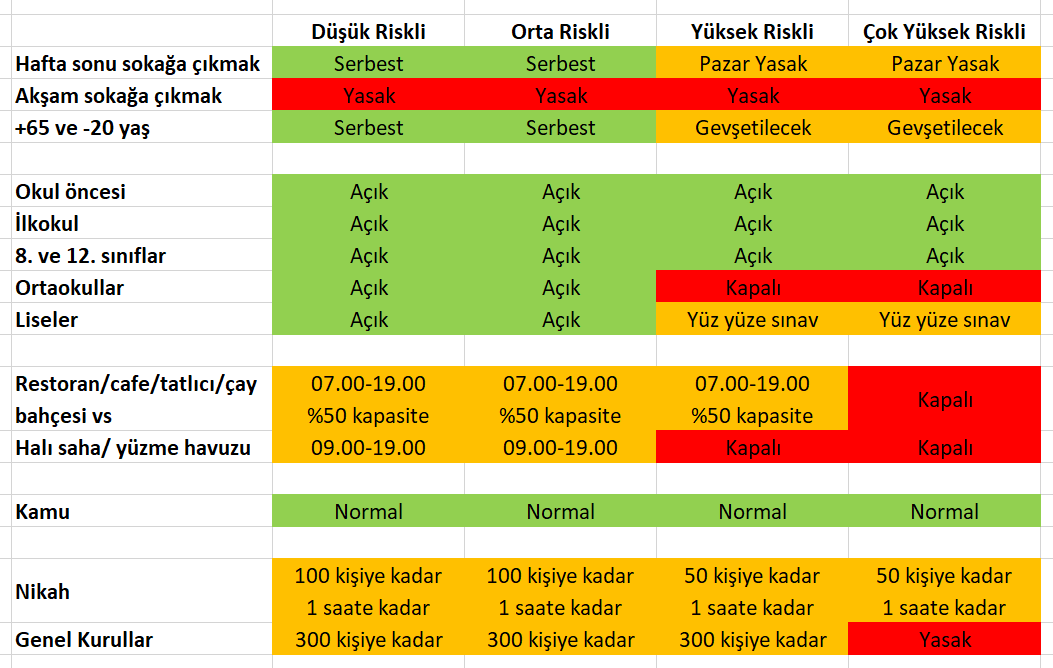 Düşük Riskli Orta Riskli Yüksek Riskli Çok Yüksek Riskli
Hafta sonu sokağa çıkmak Serbest Serbest Pazar Yasak Pazar Yasak
Akşam sokağa çıkmak Yasak Yasak Yasak Yasak
+65 ve -20 yaş Serbest Serbest Gevşetilecek Gevşetilecek
Okul öncesi Açık Açık Açık Açık
İlkokul Açık Açık Açık Açık
8. ve 12. sınıflar Açık Açık Açık Açık
Ortaokullar Açık Açık Kapalı Kapalı
Liseler Açık Açık Yüz yüze sınav Yüz yüze sınav
Restoran/cafe/tatlıcı/çay 07.00-19.00 07.00-19.00 07.00-19.00 Kapalı
bahçesi vs %50 kapasite %50 kapasite %50 kapasite
Halı saha/ yüzme havuzu 09.00-19.00 09.00-19.00 Kapalı Kapalı
Kamu Normal Normal Normal Normal
Nikah 100 kişiye kadar 100 kişiye kadar 50 kişiye kadar 50 kişiye kadar
1 saate kadar 1 saate kadar 1 saate kadar 1 saate kadar
Genel Kurullar 300 kişiye kadar 300 kişiye kadar 300 kişiye kadar Yasak